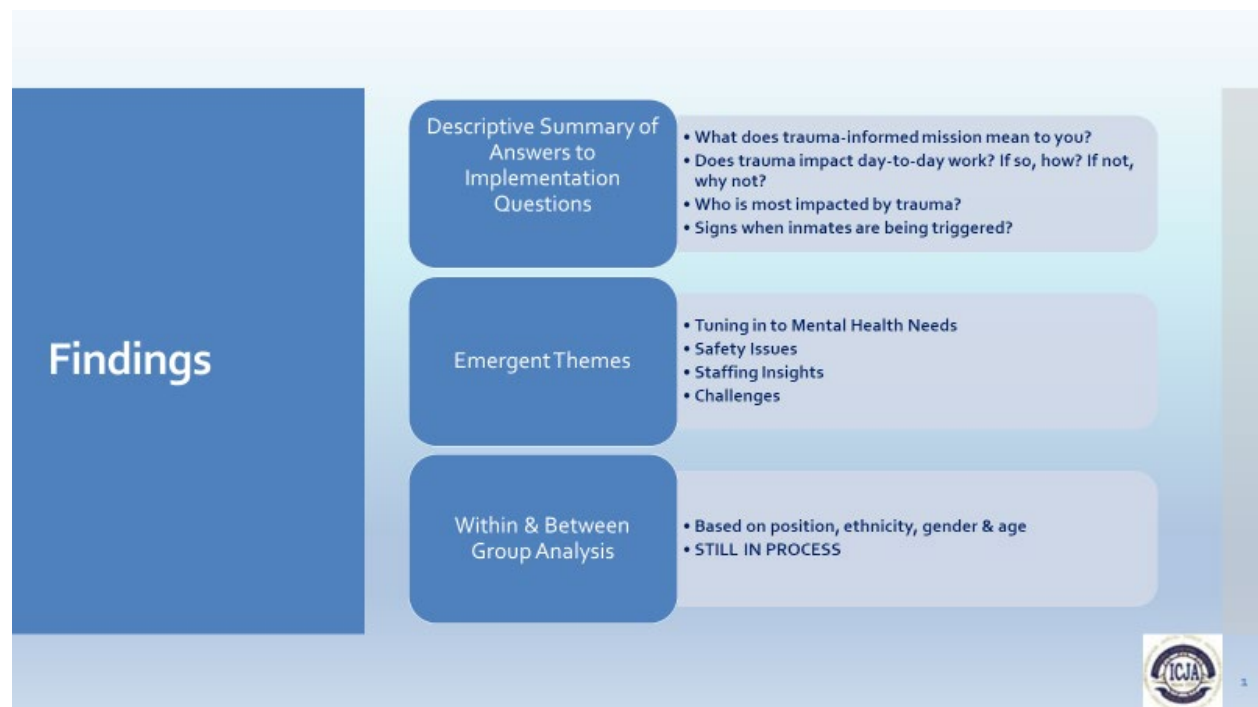 Findings
Descriptive Summary of
Answers to
Implementation
Questions
• What does trauma-informed mission mean to you?
• Does trauma impact day-to-day work? If so, how? If not,
why not?
• Who is most impacted by trauma?
• Signs when inmates are being triggered?
Emergent Themes
• Tuning in to Mental Health Needs
• Safety Issues
• Staffing Insights
• Challenges
Within & Between
Group Analysis
• Based on position, ethnicity, gender & age
• STILL IN PROCESS
ICJA
1